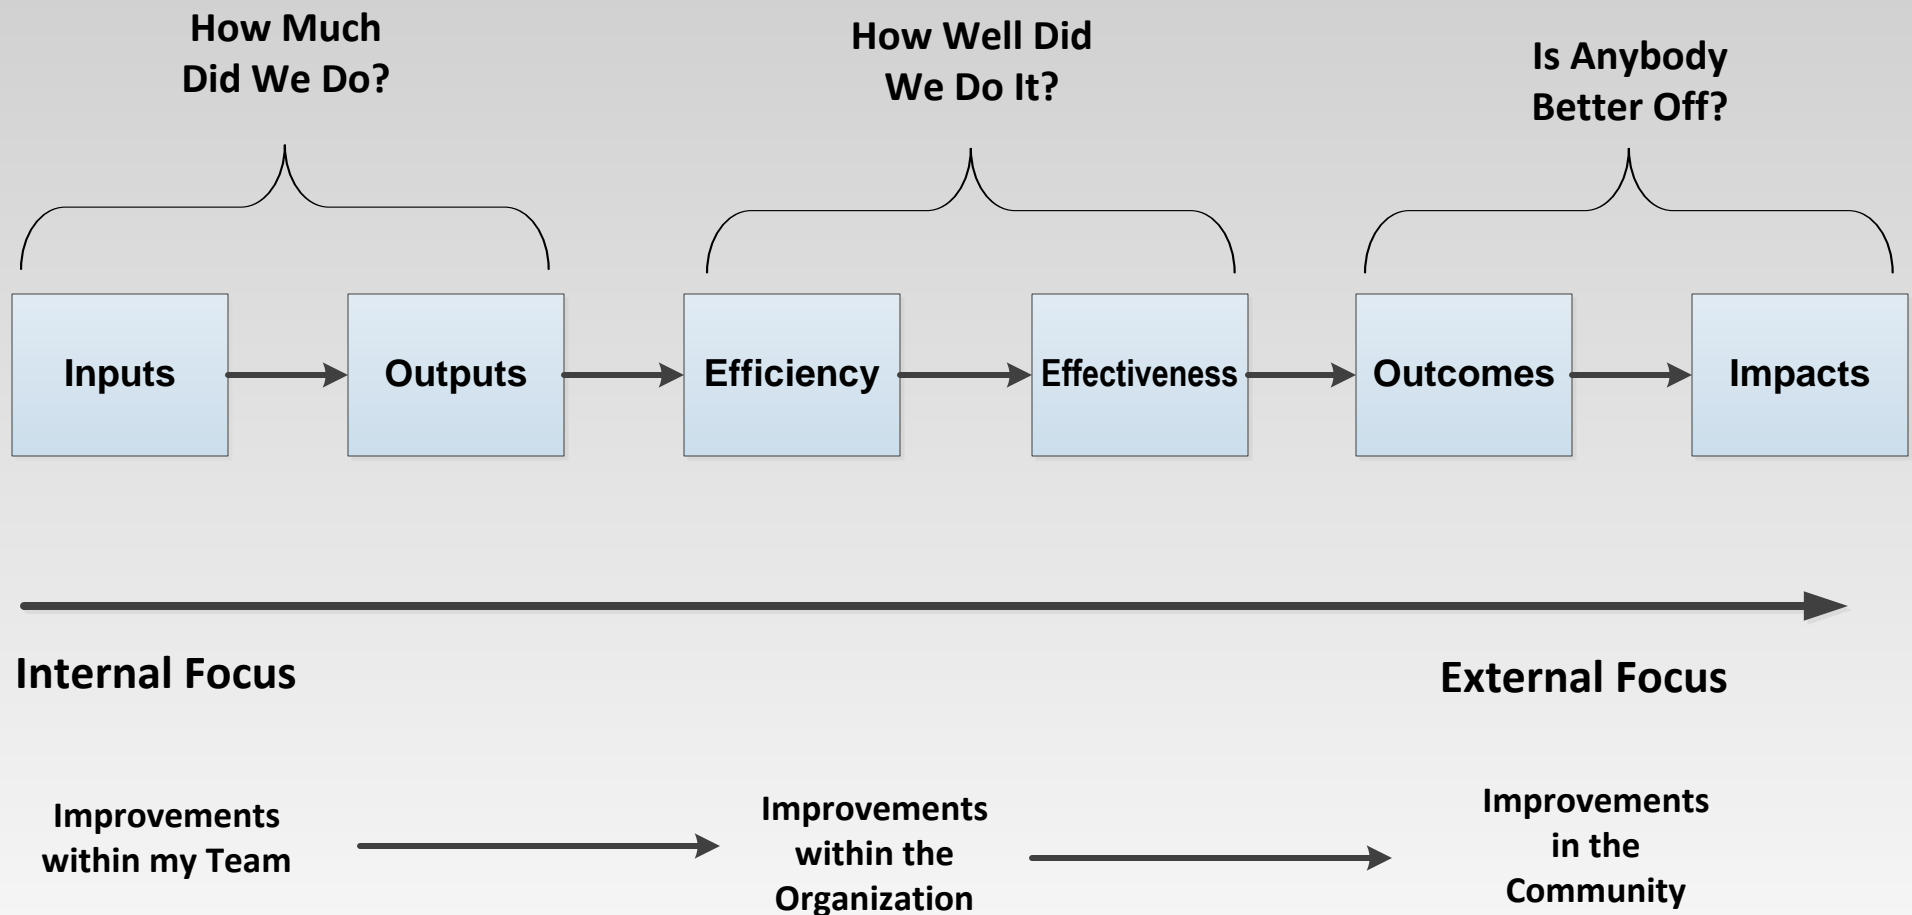 How Much
Did We Do?
How Well Did
We Do It?
Is Anybody
Better Off?
Inputs
Outputs
Efficiency
Effectiveness
Outcomes
Impacts
Internal Focus
External Focus
Improvements
within my Team
Improvements
within the
Organization
Improvements
in the
Community